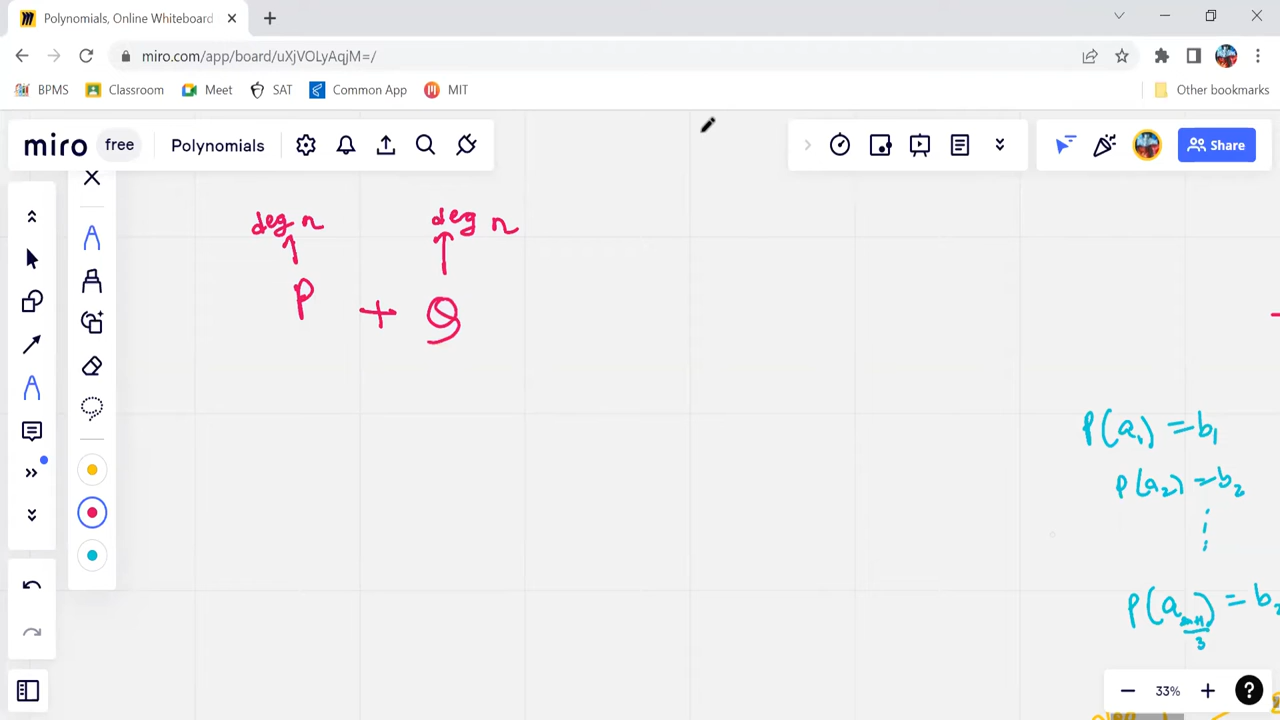 Polynomials, Online Whiteboard
miro.com/app/board/uXjVOLyAqjM=/
BPMS Classroom Meet SAT Common App MIT Other bookmarks
miro free Polynomials Share
deg n deg n
P + Q
P(a₁) = b₁
P(a₂) = b₂
33%